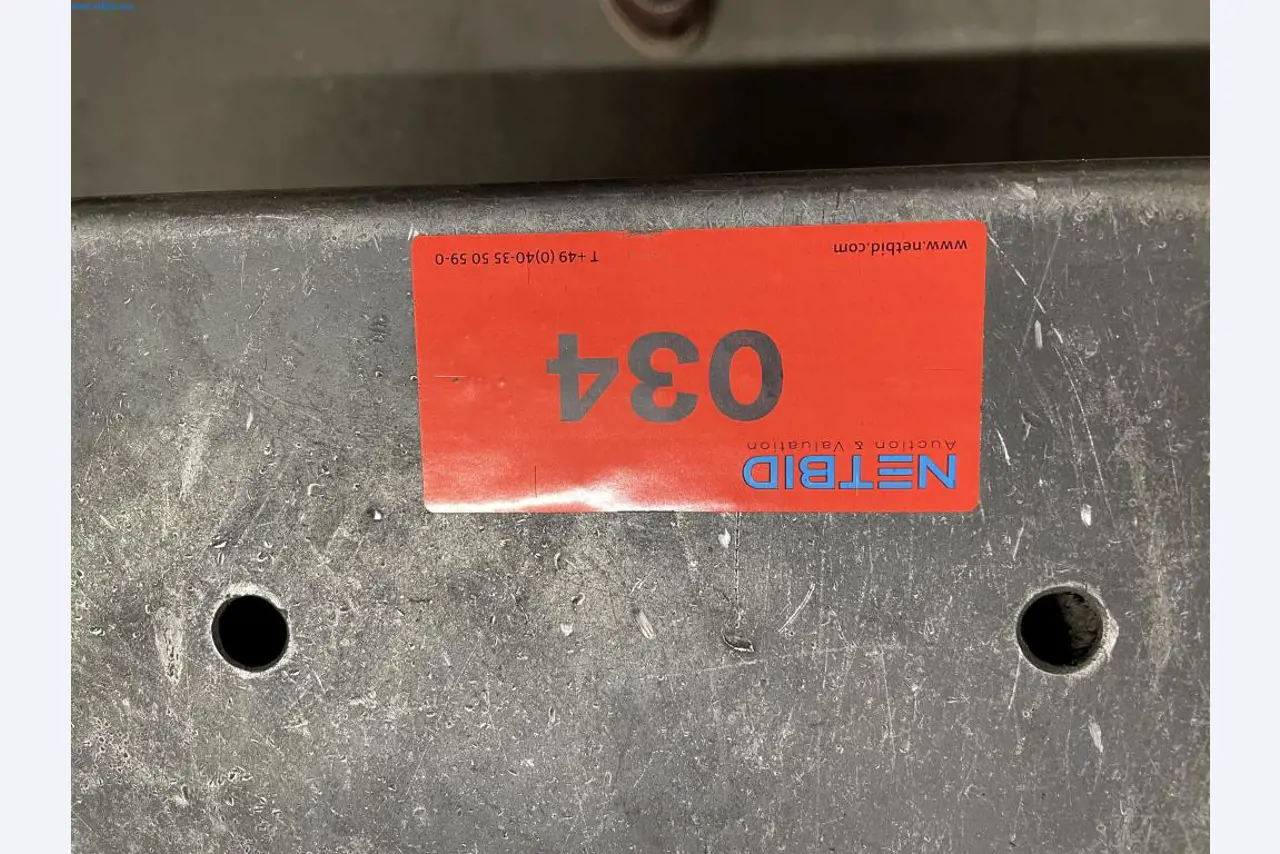 NETBID
Auction & Valuation
034
www.netbid.com
T +49 (0)40-35 50 59-0